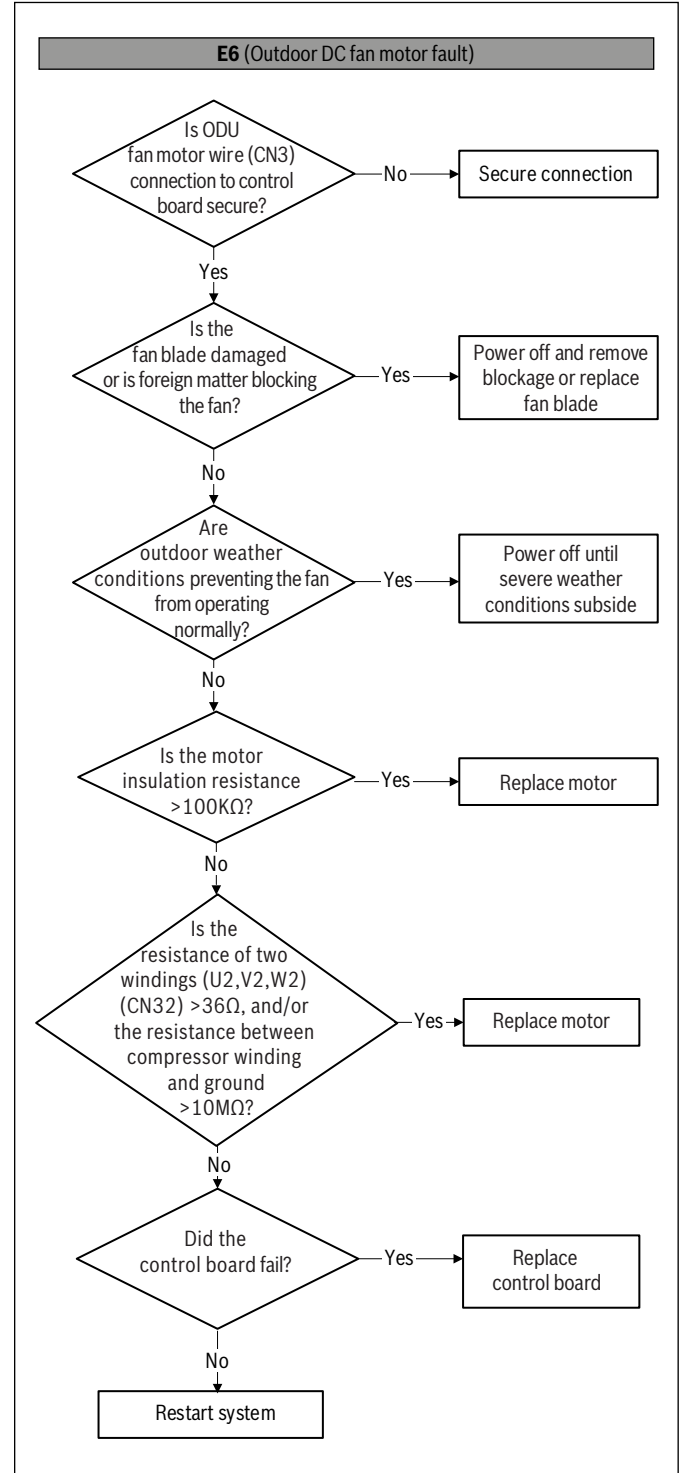 E6 (Outdoor DC fan motor fault)
Is ODU
fan motor wire (CN3)
connection to control
board secure?
No
Secure connection
Yes
Is the
fan blade damaged
or is foreign matter blocking
the fan?
Yes
Power off and remove
blockage or replace
fan blade
No
Are
outdoor weather
conditions preventing the fan
from operating
normally?
Yes
Power off until
severe weather
conditions subside
No
Is the motor
insulation resistance
>100KΩ?
Yes
Replace motor
No
Is the
resistance of two
windings (U2,V2,W2)
(CN32) >36Ω, and/or
the resistance between
compressor winding
and ground
>10MΩ?
Yes
Replace motor
No
Did the
control board fail?
Yes
Replace
control board
No
Restart system